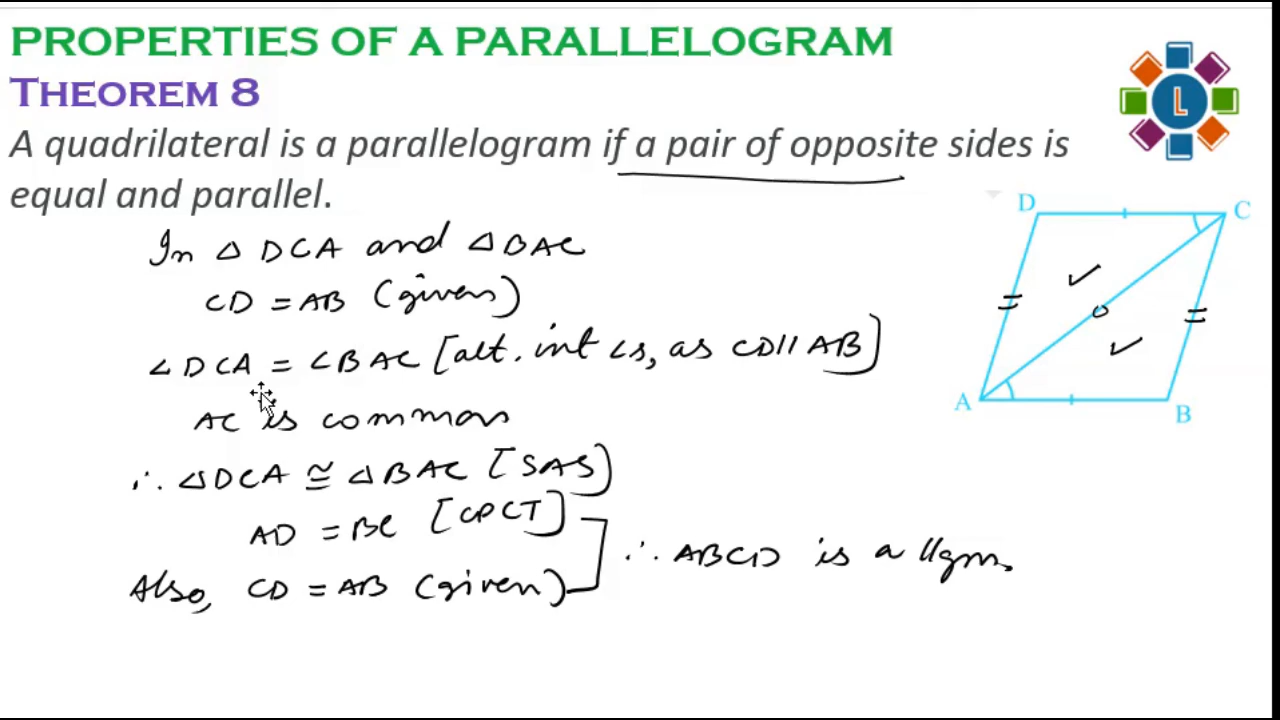 PROPERTIES OF A PARALLELOGRAM
THEOREM 8
A quadrilateral is a parallelogram if a pair of opposite sides is
equal and parallel.
In △ DCA and △BAC
CD = AB (given)
∠DCA = ∠BAC [alt. int ∠s, as CD || AB]
AC is common
∴ △DCA ≅ △BAC [SAS]
AD = BC [CPCT]
Also, CD = AB (given)
∴ ABCD is a ||gm.
L
D
C
A
B